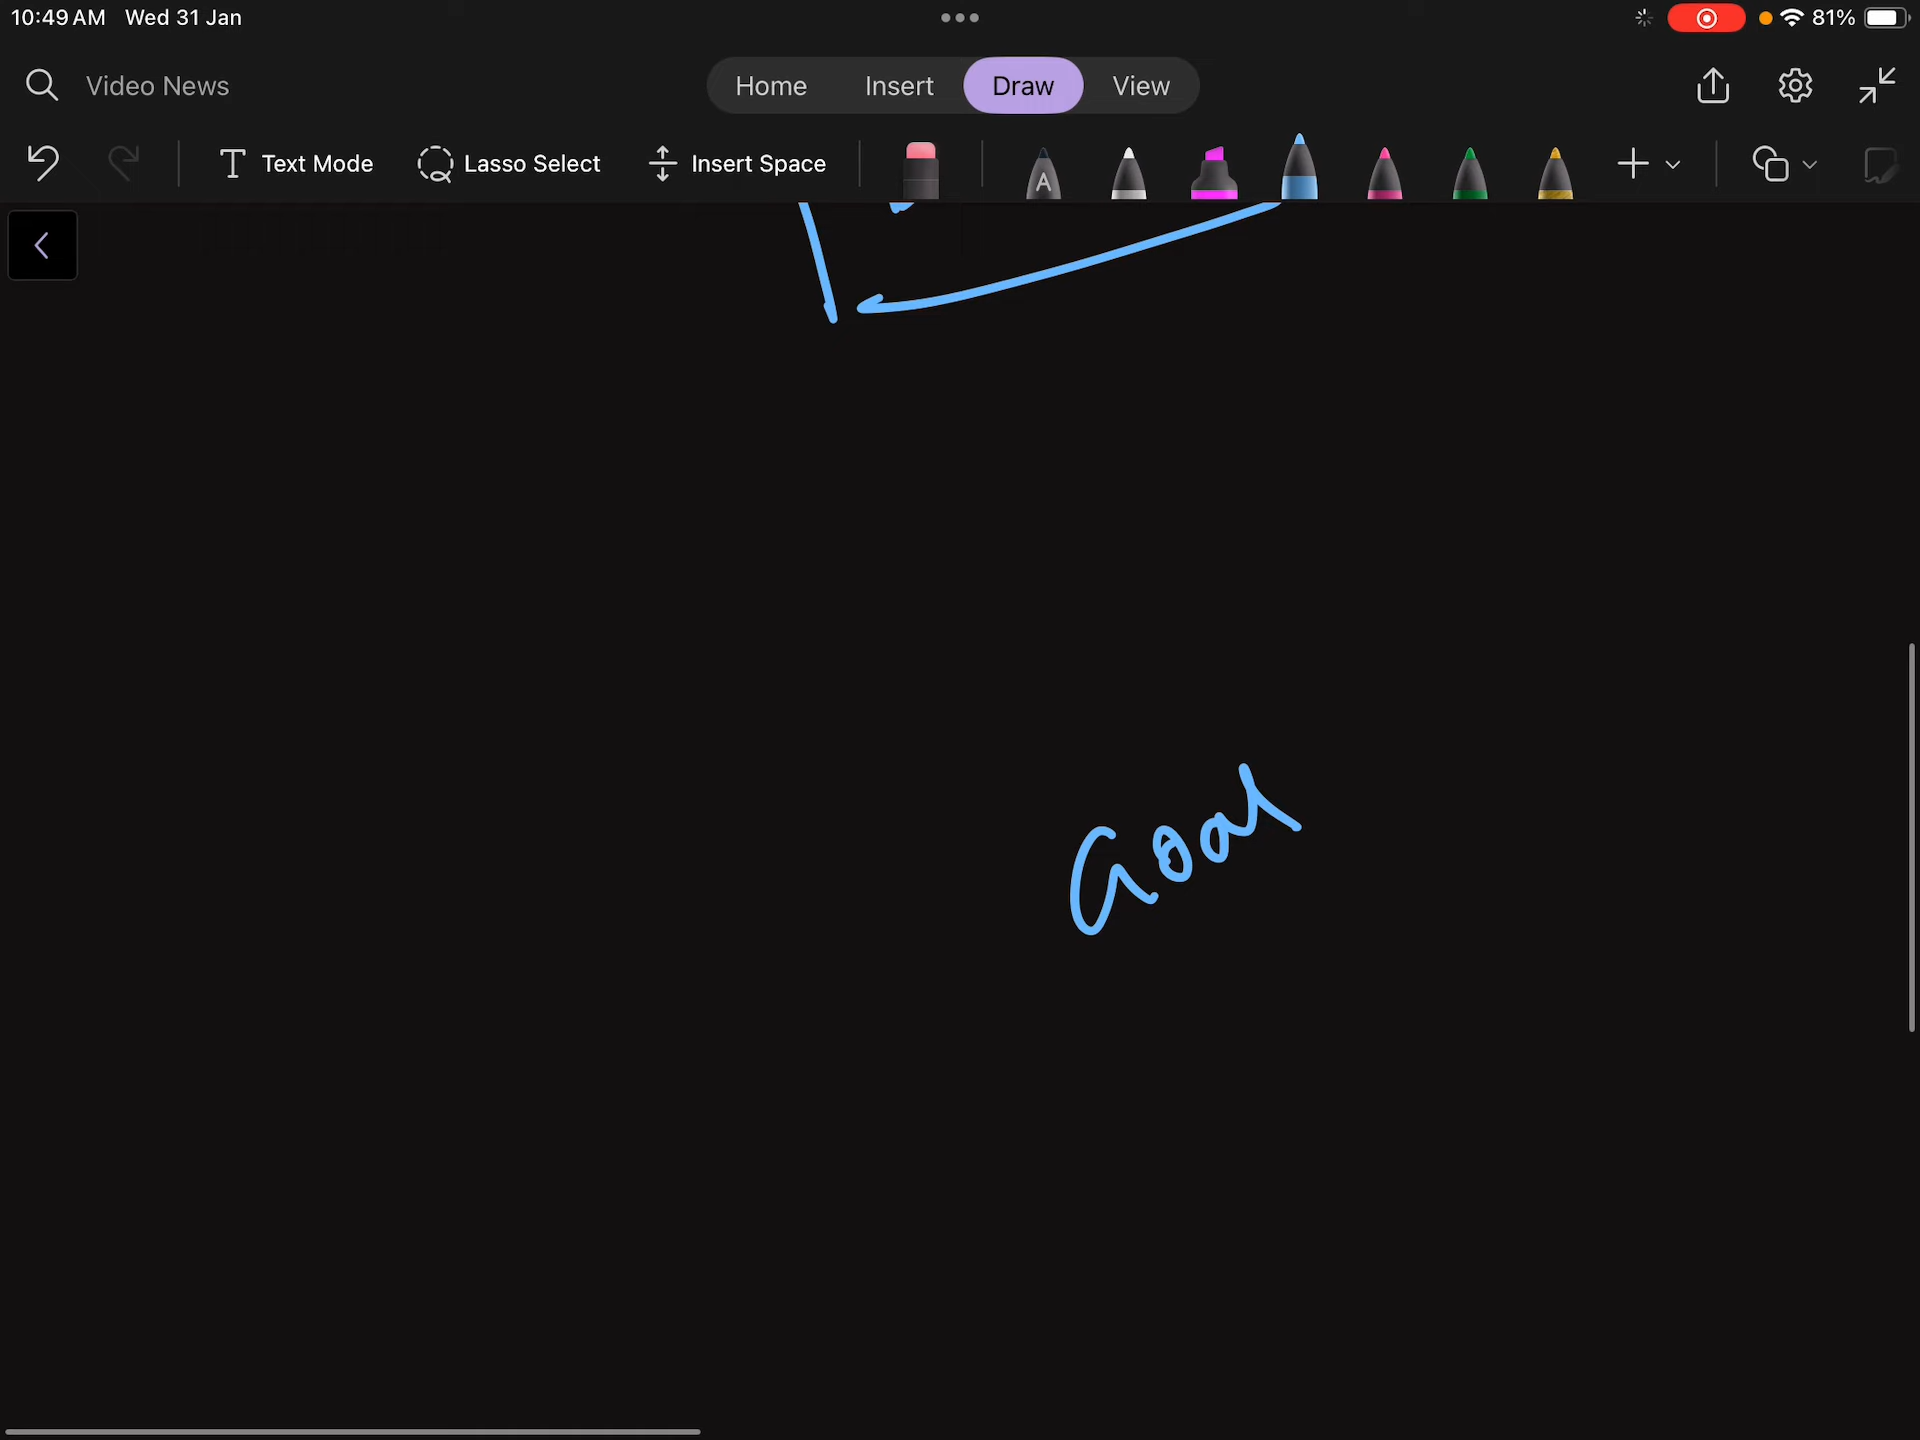 10:49 AM Wed 31 Jan 81%
Video News Home Insert Draw View
Text Mode Lasso Select Insert Space A
Goal